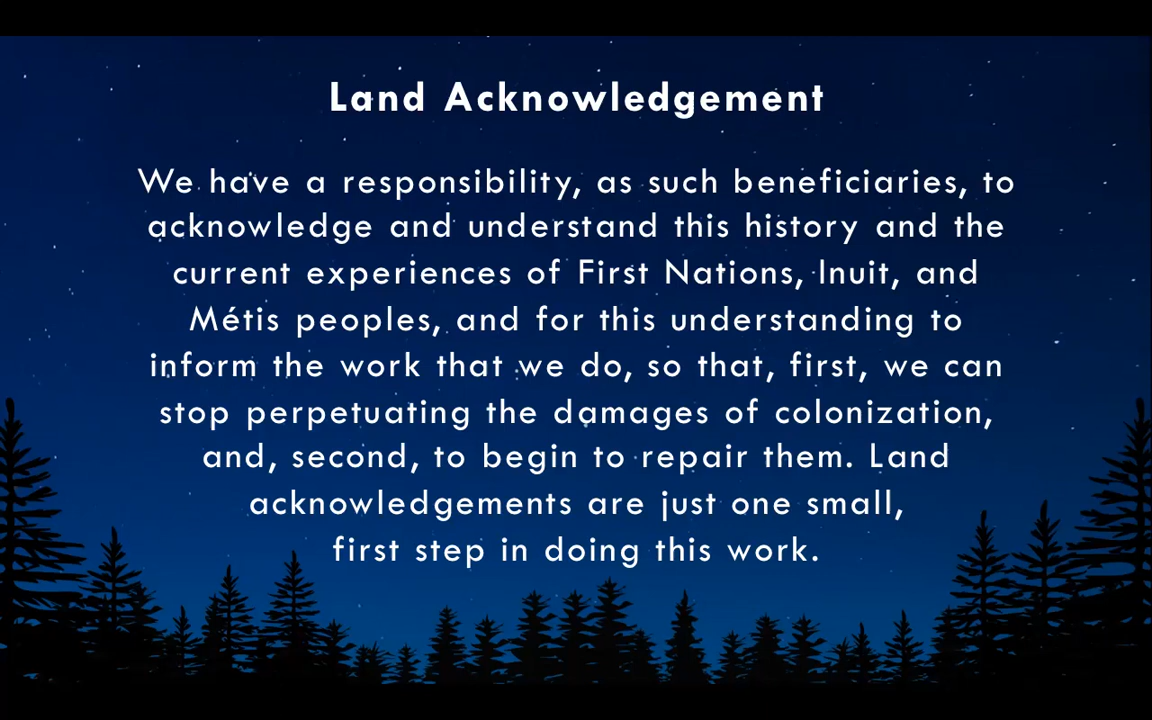 Land Acknowledgement
We have a responsibility, as such beneficiaries, to
acknowledge and understand this history and the
current experiences of First Nations, Inuit, and
Métis peoples, and for this understanding to
inform the work that we do, so that, first, we can
stop perpetuating the damages of colonization,
and, second, to begin to repair them. Land
acknowledgements are just one small,
first step in doing this work.